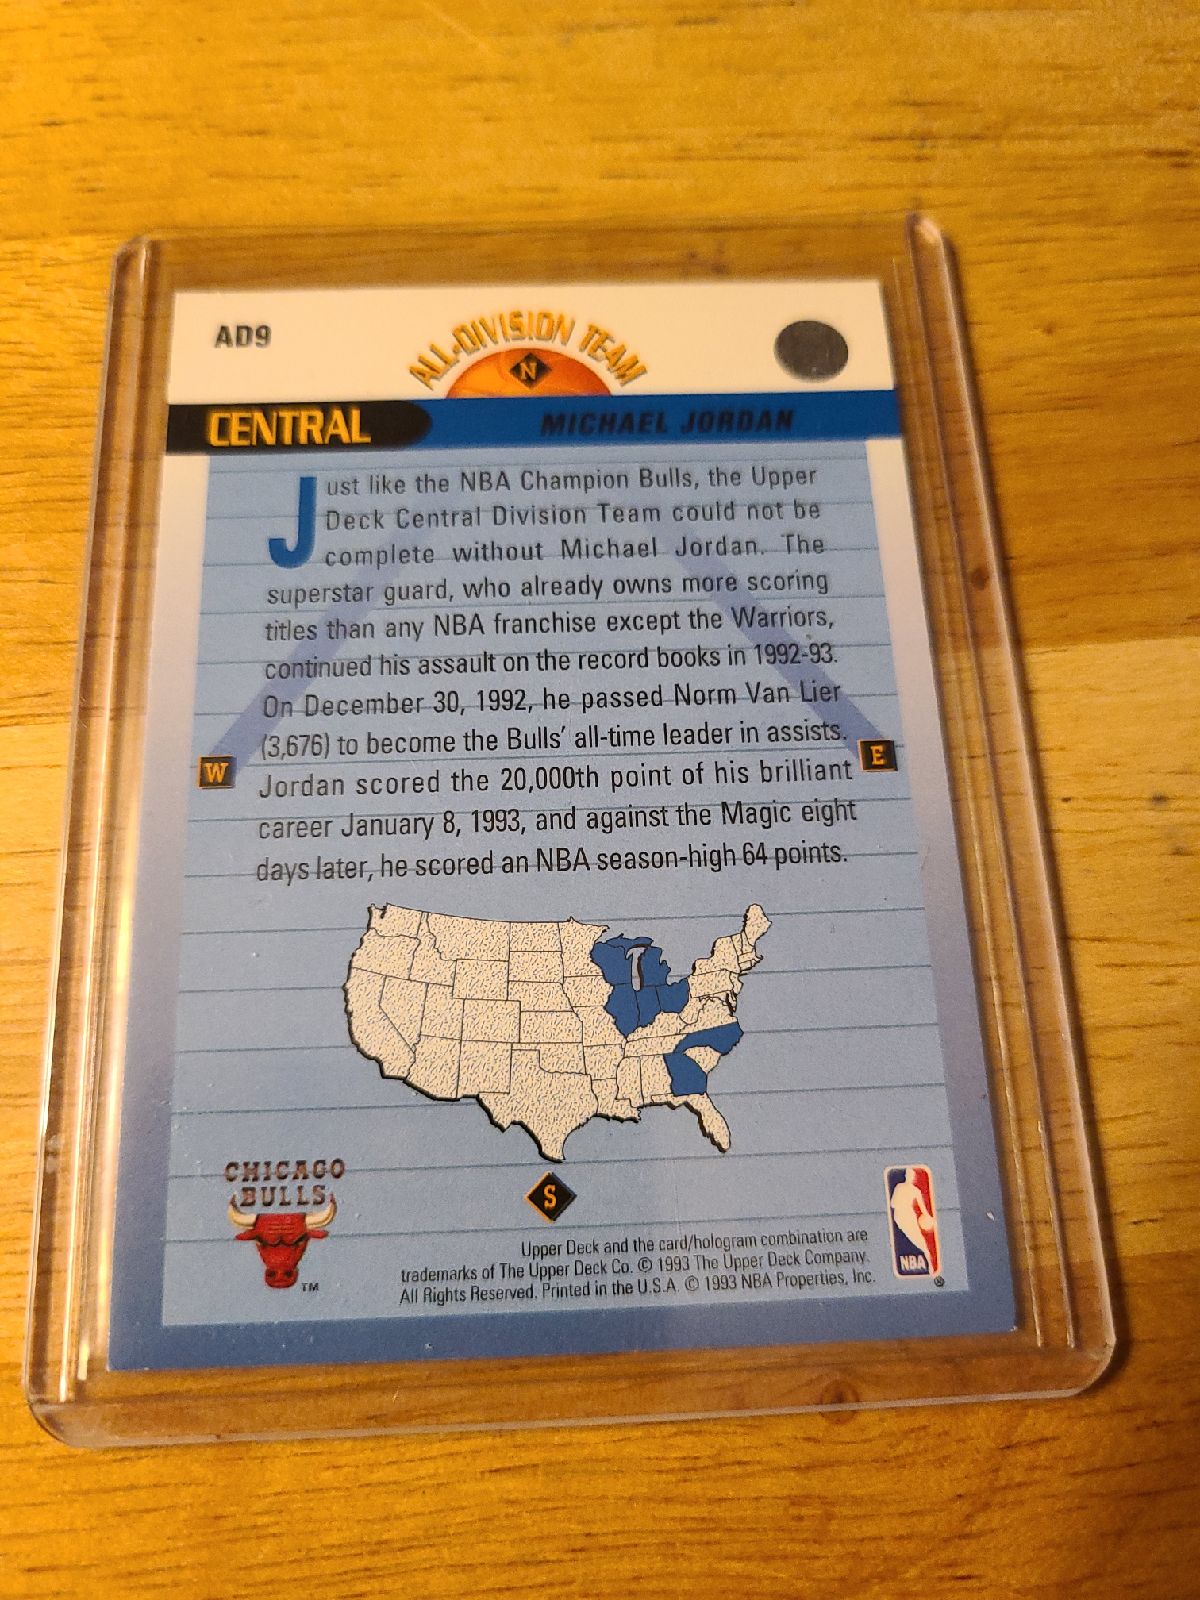 AD9
ALL-DIVISION TEAM
N
CENTRAL
MICHAEL JORDAN
Just like the NBA Champion Bulls, the Upper
Deck Central Division Team could not be
complete without Michael Jordan. The
superstar guard, who already owns more scoring
titles than any NBA franchise except the Warriors,
continued his assault on the record books in 1992-93.
On December 30, 1992, he passed Norm Van Lier
(3,676) to become the Bulls' all-time leader in assists.
Jordan scored the 20,000th point of his brilliant
career January 8, 1993, and against the Magic eight
days later, he scored an NBA season-high 64 points.
W
E
S
CHICAGO
BULLS
TM
Upper Deck and the card/hologram combination are
trademarks of The Upper Deck Co. © 1993 The Upper Deck Company.
All Rights Reserved. Printed in the U.S.A. © 1993 NBA Properties, Inc.
NBA
®